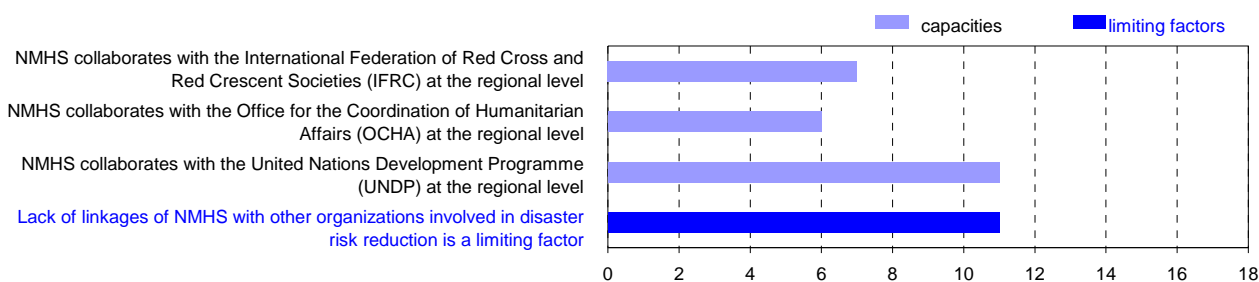 capacities limiting factors
NMHS collaborates with the International Federation of Red Cross and
Red Crescent Societies (IFRC) at the regional level
NMHS collaborates with the Office for the Coordination of Humanitarian
Affairs (OCHA) at the regional level
NMHS collaborates with the United Nations Development Programme
(UNDP) at the regional level
Lack of linkages of NMHS with other organizations involved in disaster
risk reduction is a limiting factor
0 2 4 6 8 10 12 14 16 18